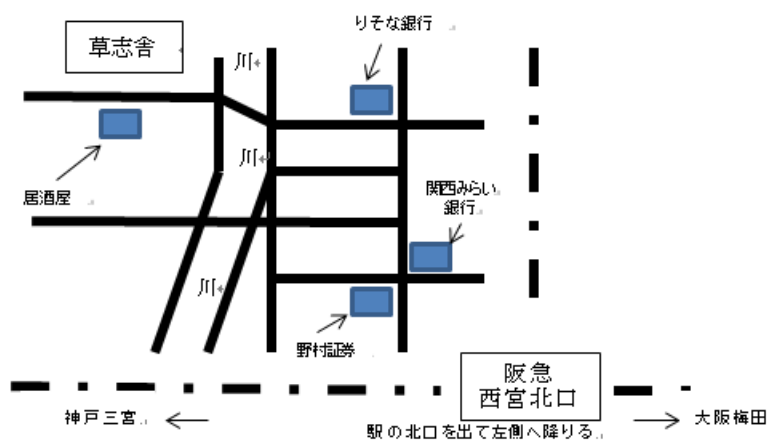 りそな銀行
草志舎
川
川
居酒屋
関西みらい
銀行
川
野村証券
阪急
西宮北口
神戸三宮
大阪梅田
駅の北口を出て左側へ降りる